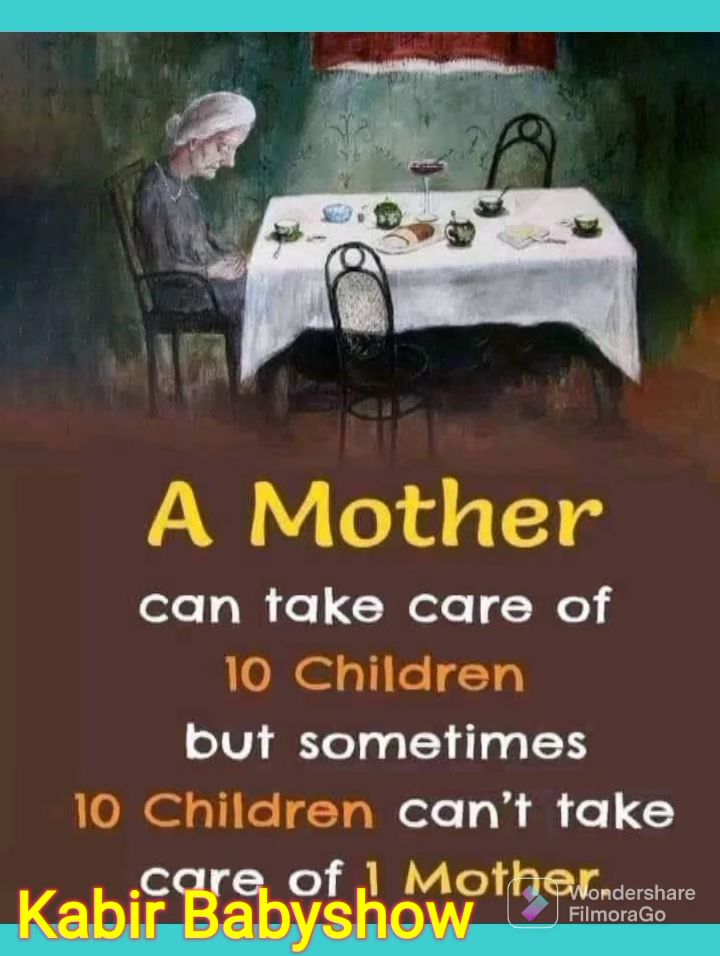 A Mother
can take care of
10 Children
but sometimes
10 Children can't take
care of 1 Mother.
Kabir Babyshow
Wondershare
FilmoraGo